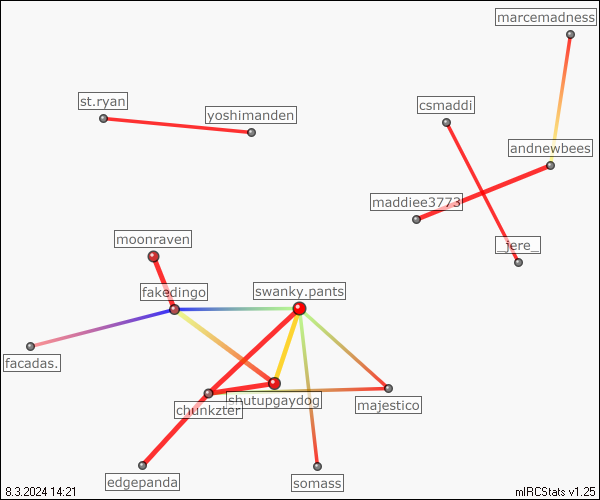 marcemadness
st.ryan
csmaddi
yoshimanden
andnewbees
maddiee3773
moonraven
_jere_
fakedingo
swanky.pants
facadas.
chunkzter
shutupgaydog
majestico
edgepanda
somass
8.3.2024 14:21
mIRCStats v1.25